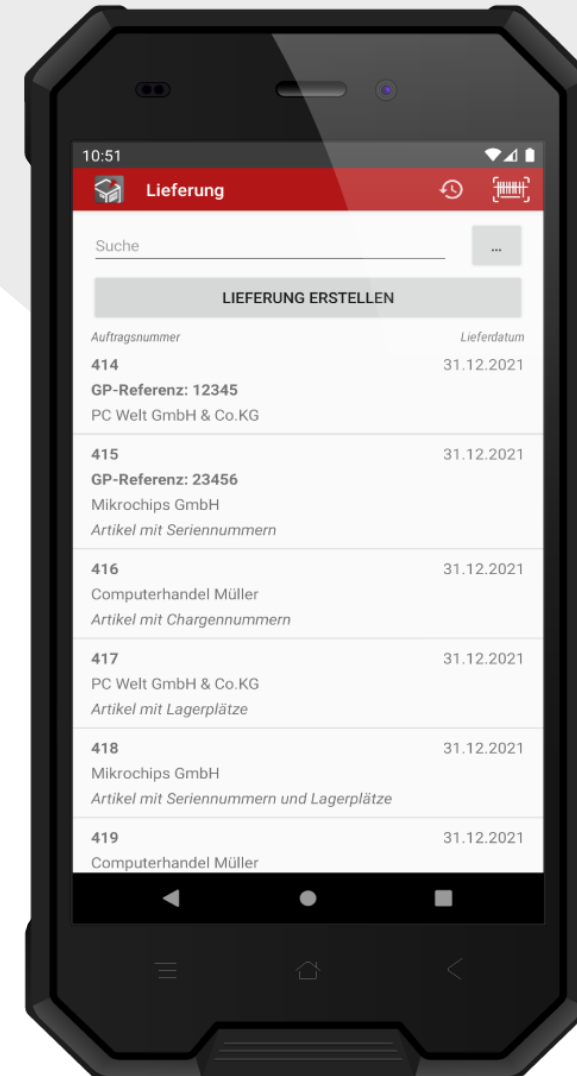 10:51
Lieferung
Suche
...
LIEFERUNG ERSTELLEN
Auftragsnummer Lieferdatum
414 31.12.2021
GP-Referenz: 12345
PC Welt GmbH & Co.KG
415 31.12.2021
GP-Referenz: 23456
Mikrochips GmbH
Artikel mit Seriennummern
416 31.12.2021
Computerhandel Müller
Artikel mit Chargennummern
417 31.12.2021
PC Welt GmbH & Co.KG
Artikel mit Lagerplätze
418 31.12.2021
Mikrochips GmbH
Artikel mit Seriennummern und Lagerplätze
419 31.12.2021
Computerhandel Müller